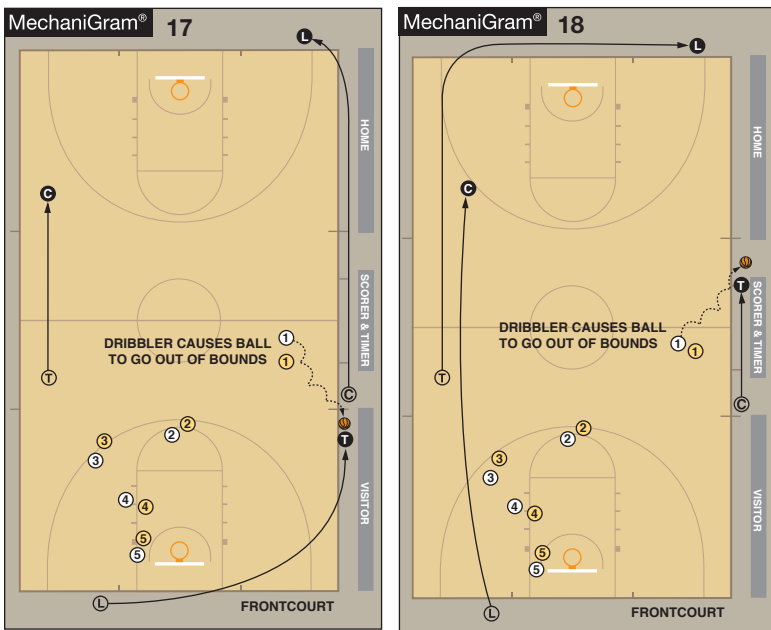 MechaniGram® 17
L
HOME
C
SCORER & TIMER
DRIBBLER CAUSES BALL
TO GO OUT OF BOUNDS
1
1
T
C
VISITOR
2
3
2
T
3
4
4
5
5
L
FRONTCOURT
MechaniGram® 18
L
HOME
C
SCORER & TIMER
T
DRIBBLER CAUSES BALL
TO GO OUT OF BOUNDS
1
1
T
C
VISITOR
2
2
3
3
4
4
5
5
L
FRONTCOURT